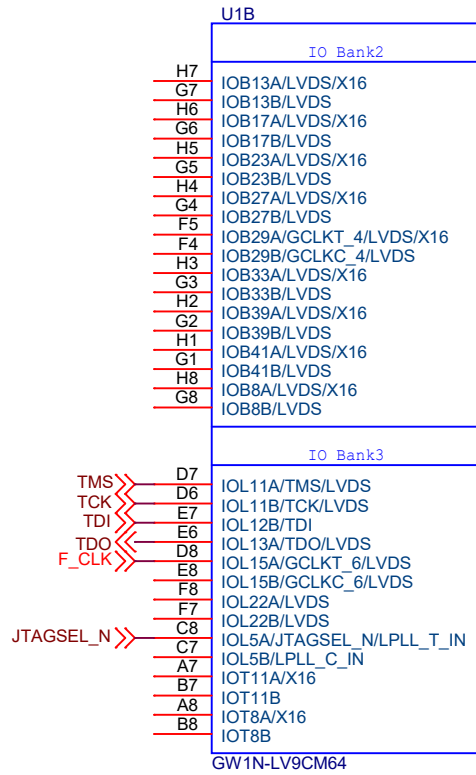 U1B
IO Bank2
H7 IOB13A/LVDS/X16
G7 IOB13B/LVDS
H6 IOB17A/LVDS/X16
G6 IOB17B/LVDS
H5 IOB23A/LVDS/X16
G5 IOB23B/LVDS
H4 IOB27A/LVDS/X16
G4 IOB27B/LVDS
F5 IOB29A/GCLKT_4/LVDS/X16
F4 IOB29B/GCLKC_4/LVDS
H3 IOB33A/LVDS/X16
G3 IOB33B/LVDS
H2 IOB39A/LVDS/X16
G2 IOB39B/LVDS
H1 IOB41A/LVDS/X16
G1 IOB41B/LVDS
H8 IOB8A/LVDS/X16
G8 IOB8B/LVDS
IO Bank3
TMS D7 IOL11A/TMS/LVDS
TCK D6 IOL11B/TCK/LVDS
TDI E7 IOL12B/TDI
TDO E6 IOL13A/TDO/LVDS
F_CLK D8 IOL15A/GCLKT_6/LVDS
E8 IOL15B/GCLKC_6/LVDS
F8 IOL22A/LVDS
F7 IOL22B/LVDS
JTAGSEL_N C8 IOL5A/JTAGSEL_N/LPLL_T_IN
C7 IOL5B/LPLL_C_IN
A7 IOT11A/X16
B7 IOT11B
A8 IOT8A/X16
B8 IOT8B
GW1N-LV9CM64